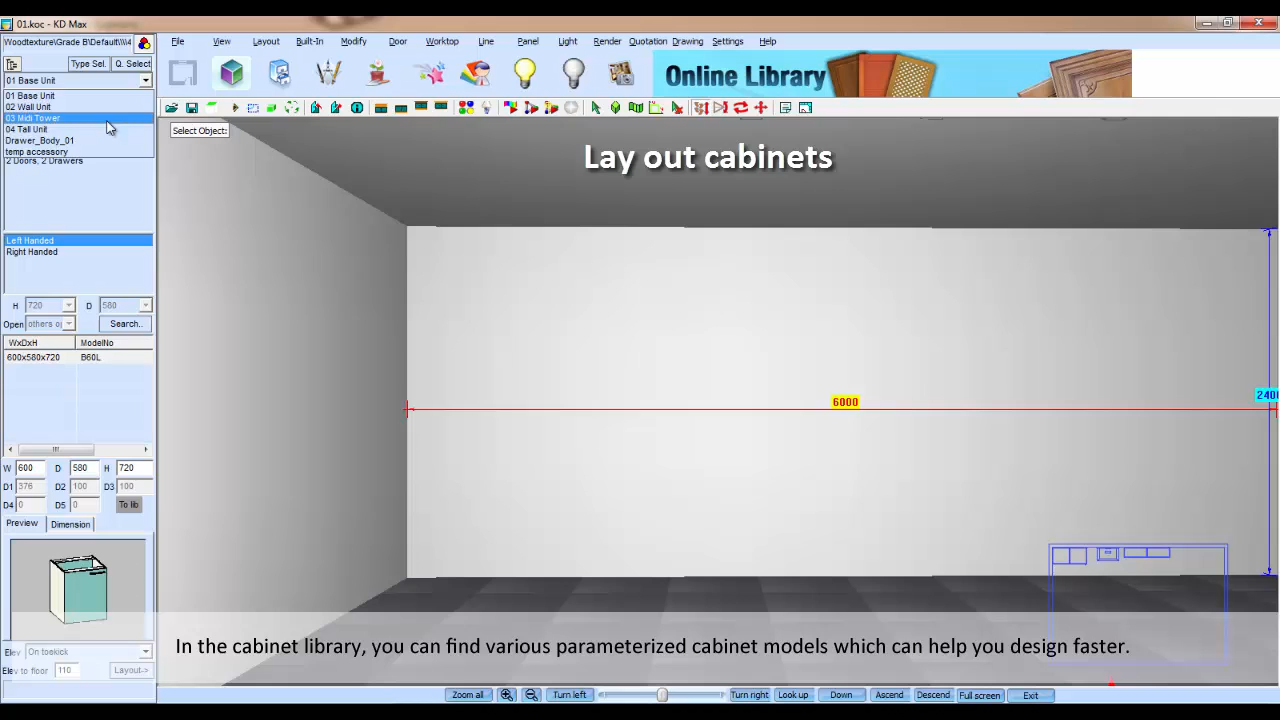 01.koc - KD Max
Woodtexture\Grade B\Default\\\\4
File View Layout Built-In Modify Door Worktop Line Panel Light Render Quotation Drawing Settings Help
Type Sel. Q. Select
Online Library
01 Base Unit
01 Base Unit
02 Wall Unit
03 Midi Tower
04 Tall Unit
Drawer_Body_01
temp accessory
2 Doors, 2 Drawers
Select Object:
Lay out cabinets
Left Handed
Right Handed
H 720 D 580
Open others o Search..
WxDxH ModelNo
600x580x720 B60L
6000
240
W 600 D 580 H 720
D1 376 D2 100 D3 100
D4 0 D5 0 To lib
Preview Dimension
In the cabinet library, you can find various parameterized cabinet models which can help you design faster.
Elev On toekick
Elev to floor 110 Layout->
Zoom all Turn left Turn right Look up Down Ascend Descend Full screen Exit